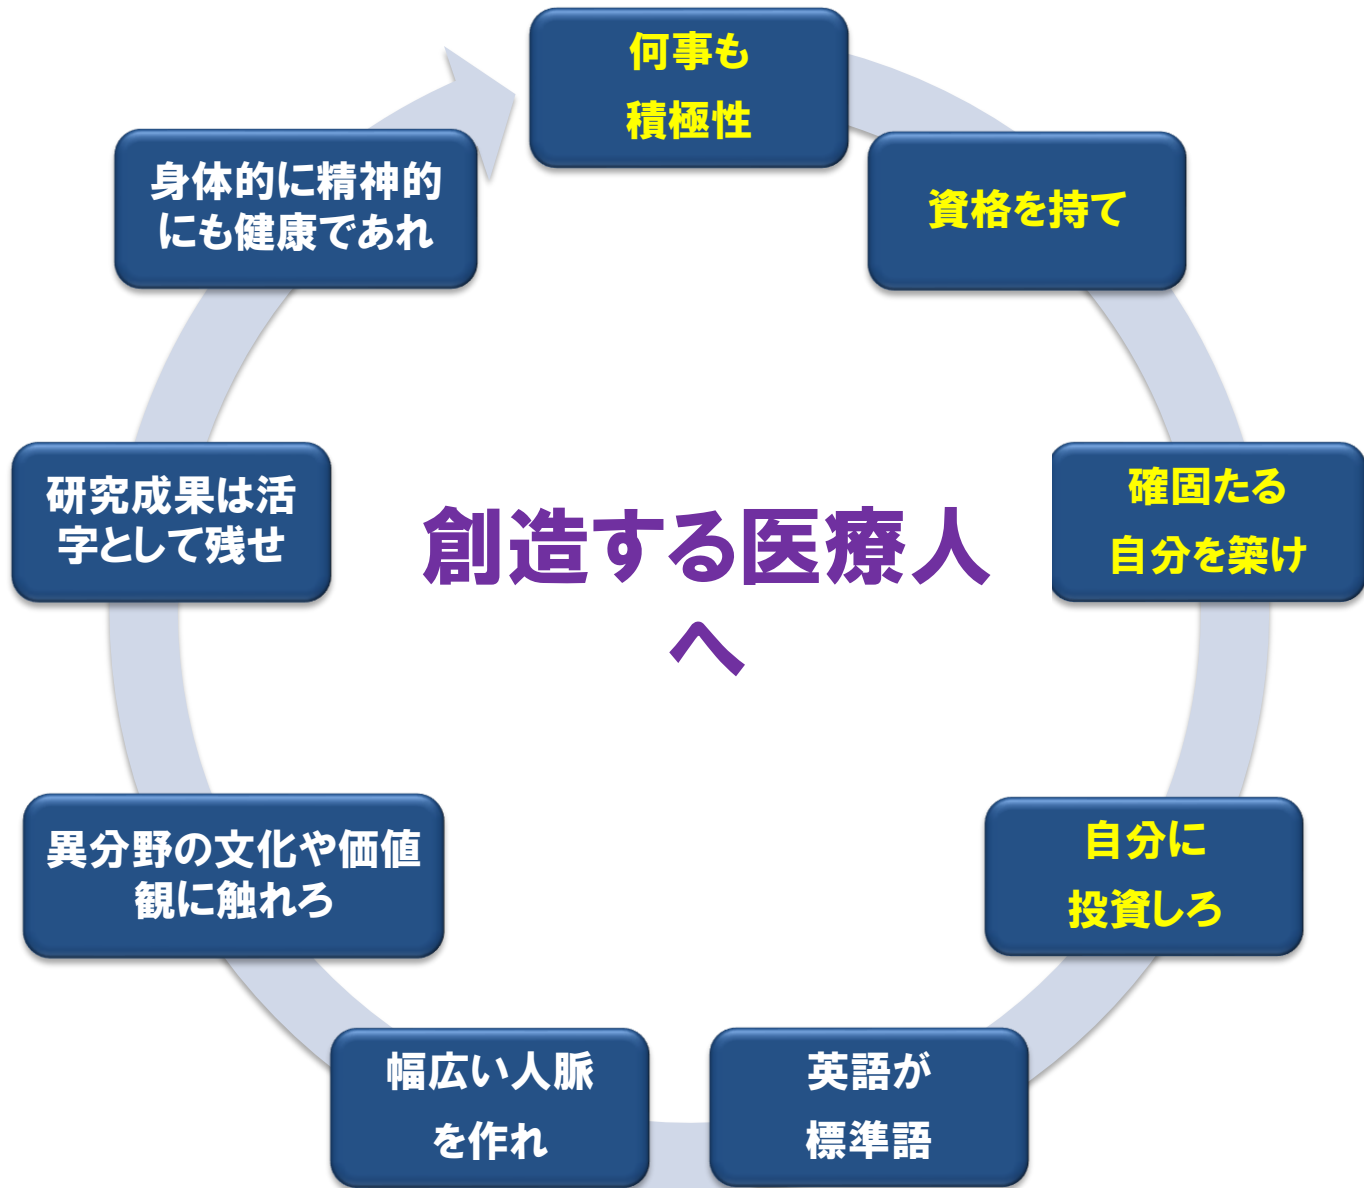 何事も
積極性
資格を持て
確固たる
自分を築け
自分に
投資しろ
英語が
標準語
幅広い人脈
を作れ
異分野の文化や価値
観に触れろ
研究成果は活
字として残せ
身体的に精神的
にも健康であれ
創造する医療人
へ